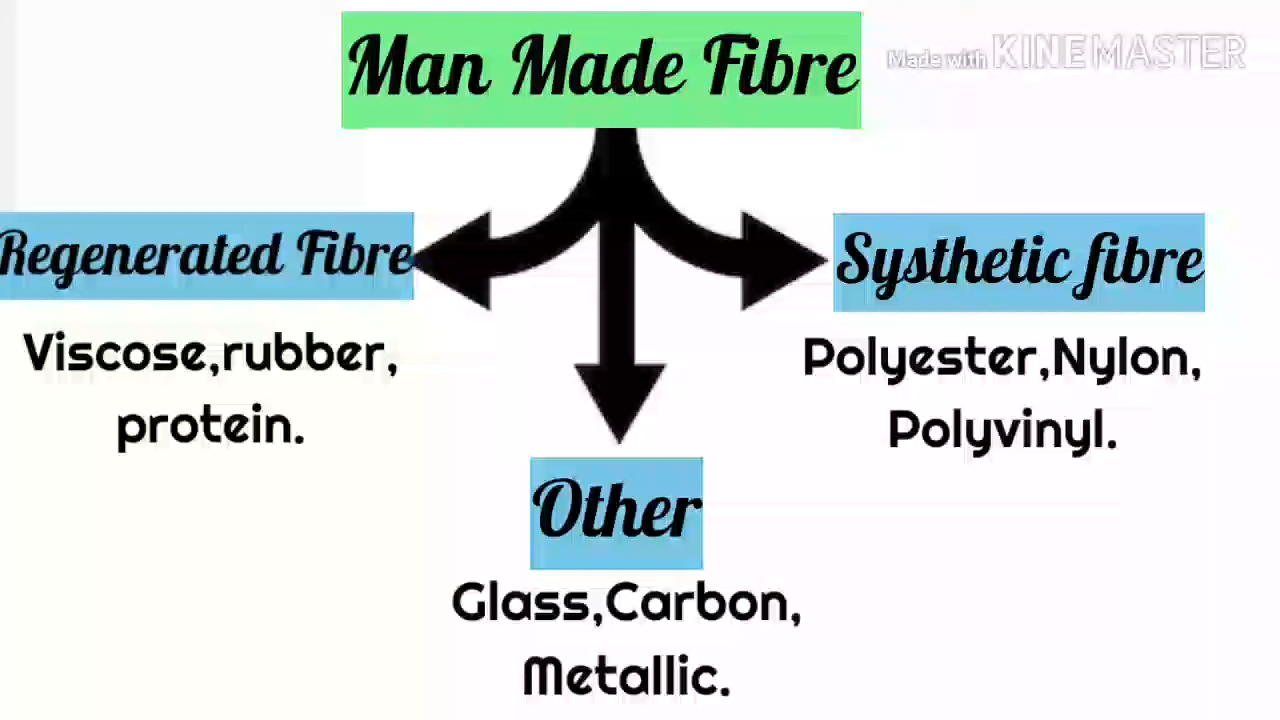 Man Made Fibre
Made with KINEMASTER
Regenerated Fibre
Viscose,rubber,
protein.
Systhetic fibre
Polyester,Nylon,
Polyvinyl.
Other
Glass,Carbon,
Metallic.